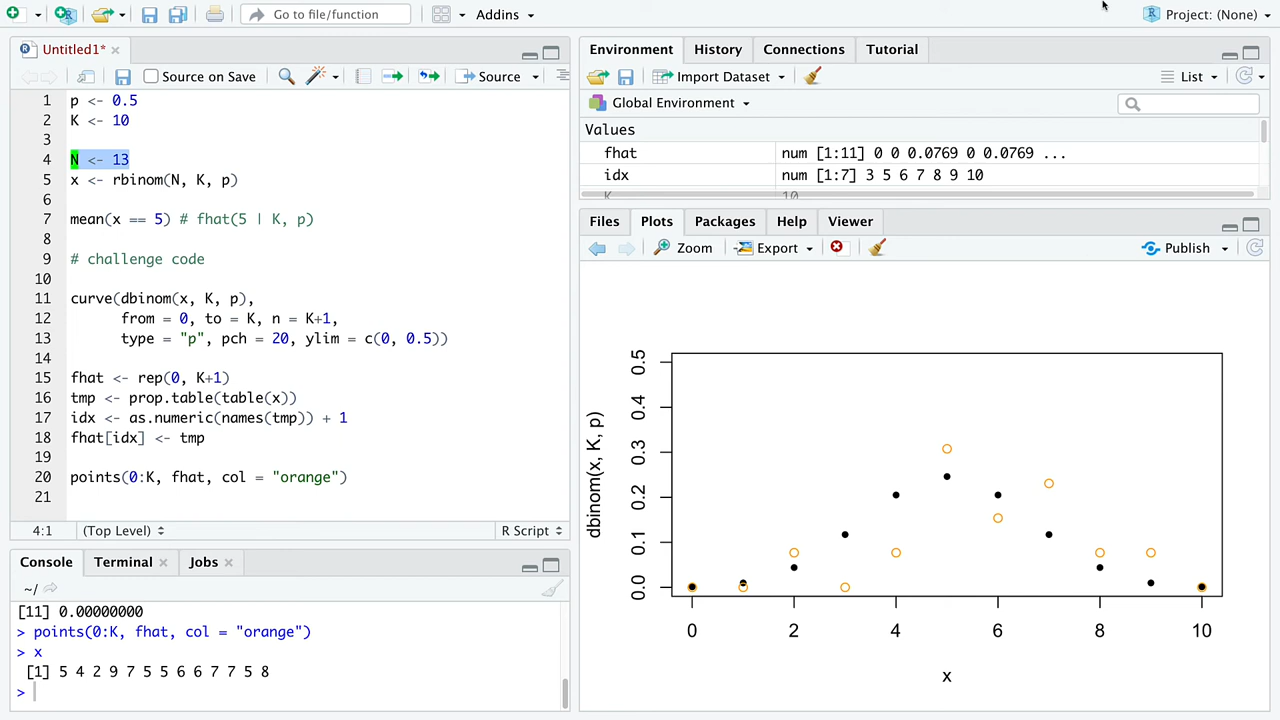 Go to file/function
Addins
Project: (None)
Untitled1*
Source on Save
Source
1 p <- 0.5
2 K <- 10
3
4 N <- 13
5 x <- rbinom(N, K, p)
6
7 mean(x == 5) # fhat(5 | K, p)
8
9 # challenge code
10
11 curve(dbinom(x, K, p),
12 from = 0, to = K, n = K+1,
13 type = "p", pch = 20, ylim = c(0, 0.5))
14
15 fhat <- rep(0, K+1)
16 tmp <- prop.table(table(x))
17 idx <- as.numeric(names(tmp)) + 1
18 fhat[idx] <- tmp
19
20 points(0:K, fhat, col = "orange")
21
4:1 (Top Level) R Script
Console Terminal Jobs
~/
[11] 0.00000000
> points(0:K, fhat, col = "orange")
> x
[1] 5 4 2 9 7 5 5 6 6 7 7 5 8
>
Environment History Connections Tutorial
Import Dataset List
Global Environment
Values
fhat num [1:11] 0 0 0.0769 0 0.0769 ...
idx num [1:7] 3 5 6 7 8 9 10
K 10
Files Plots Packages Help Viewer
Zoom Export Publish
dbinom(x, K, p)
0.5
0.4
0.3
0.2
0.1
0.0
0 2 4 6 8 10
x